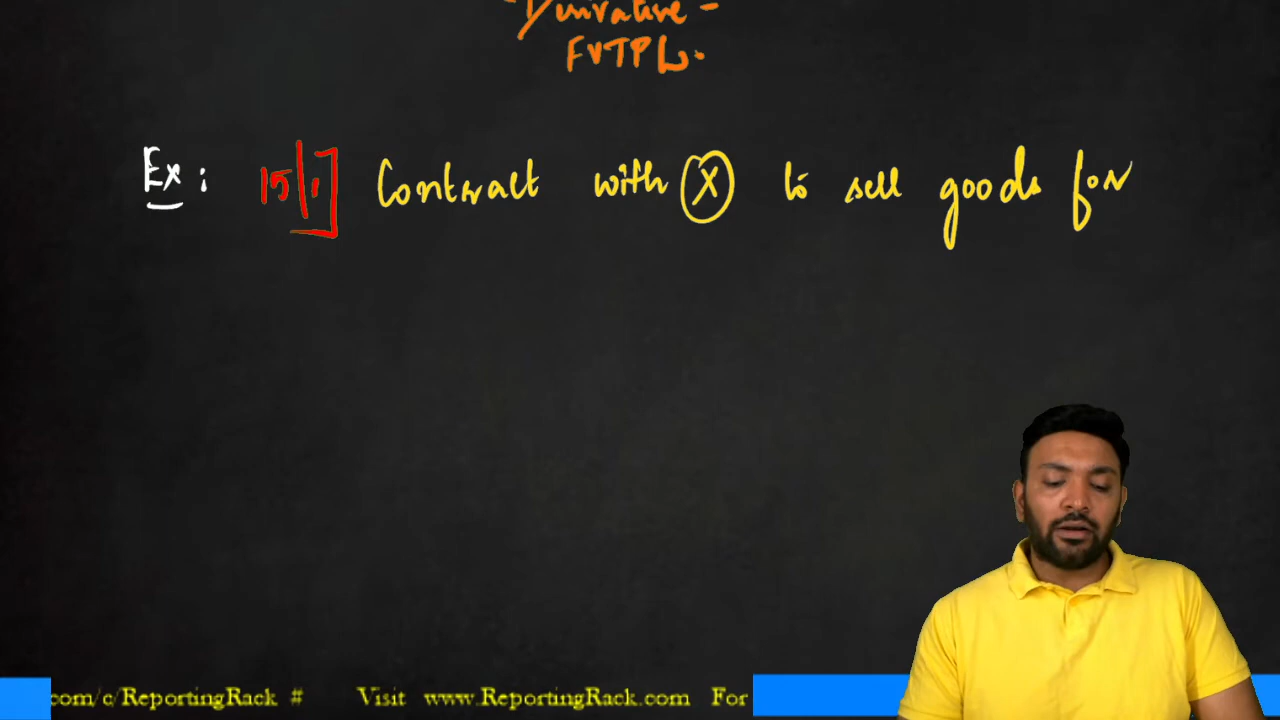 - Derivative -
FVTPL.
Ex: 15|1] Contract with X to sell goods for
com/c/ReportingRack # Visit www.ReportingRack.com For